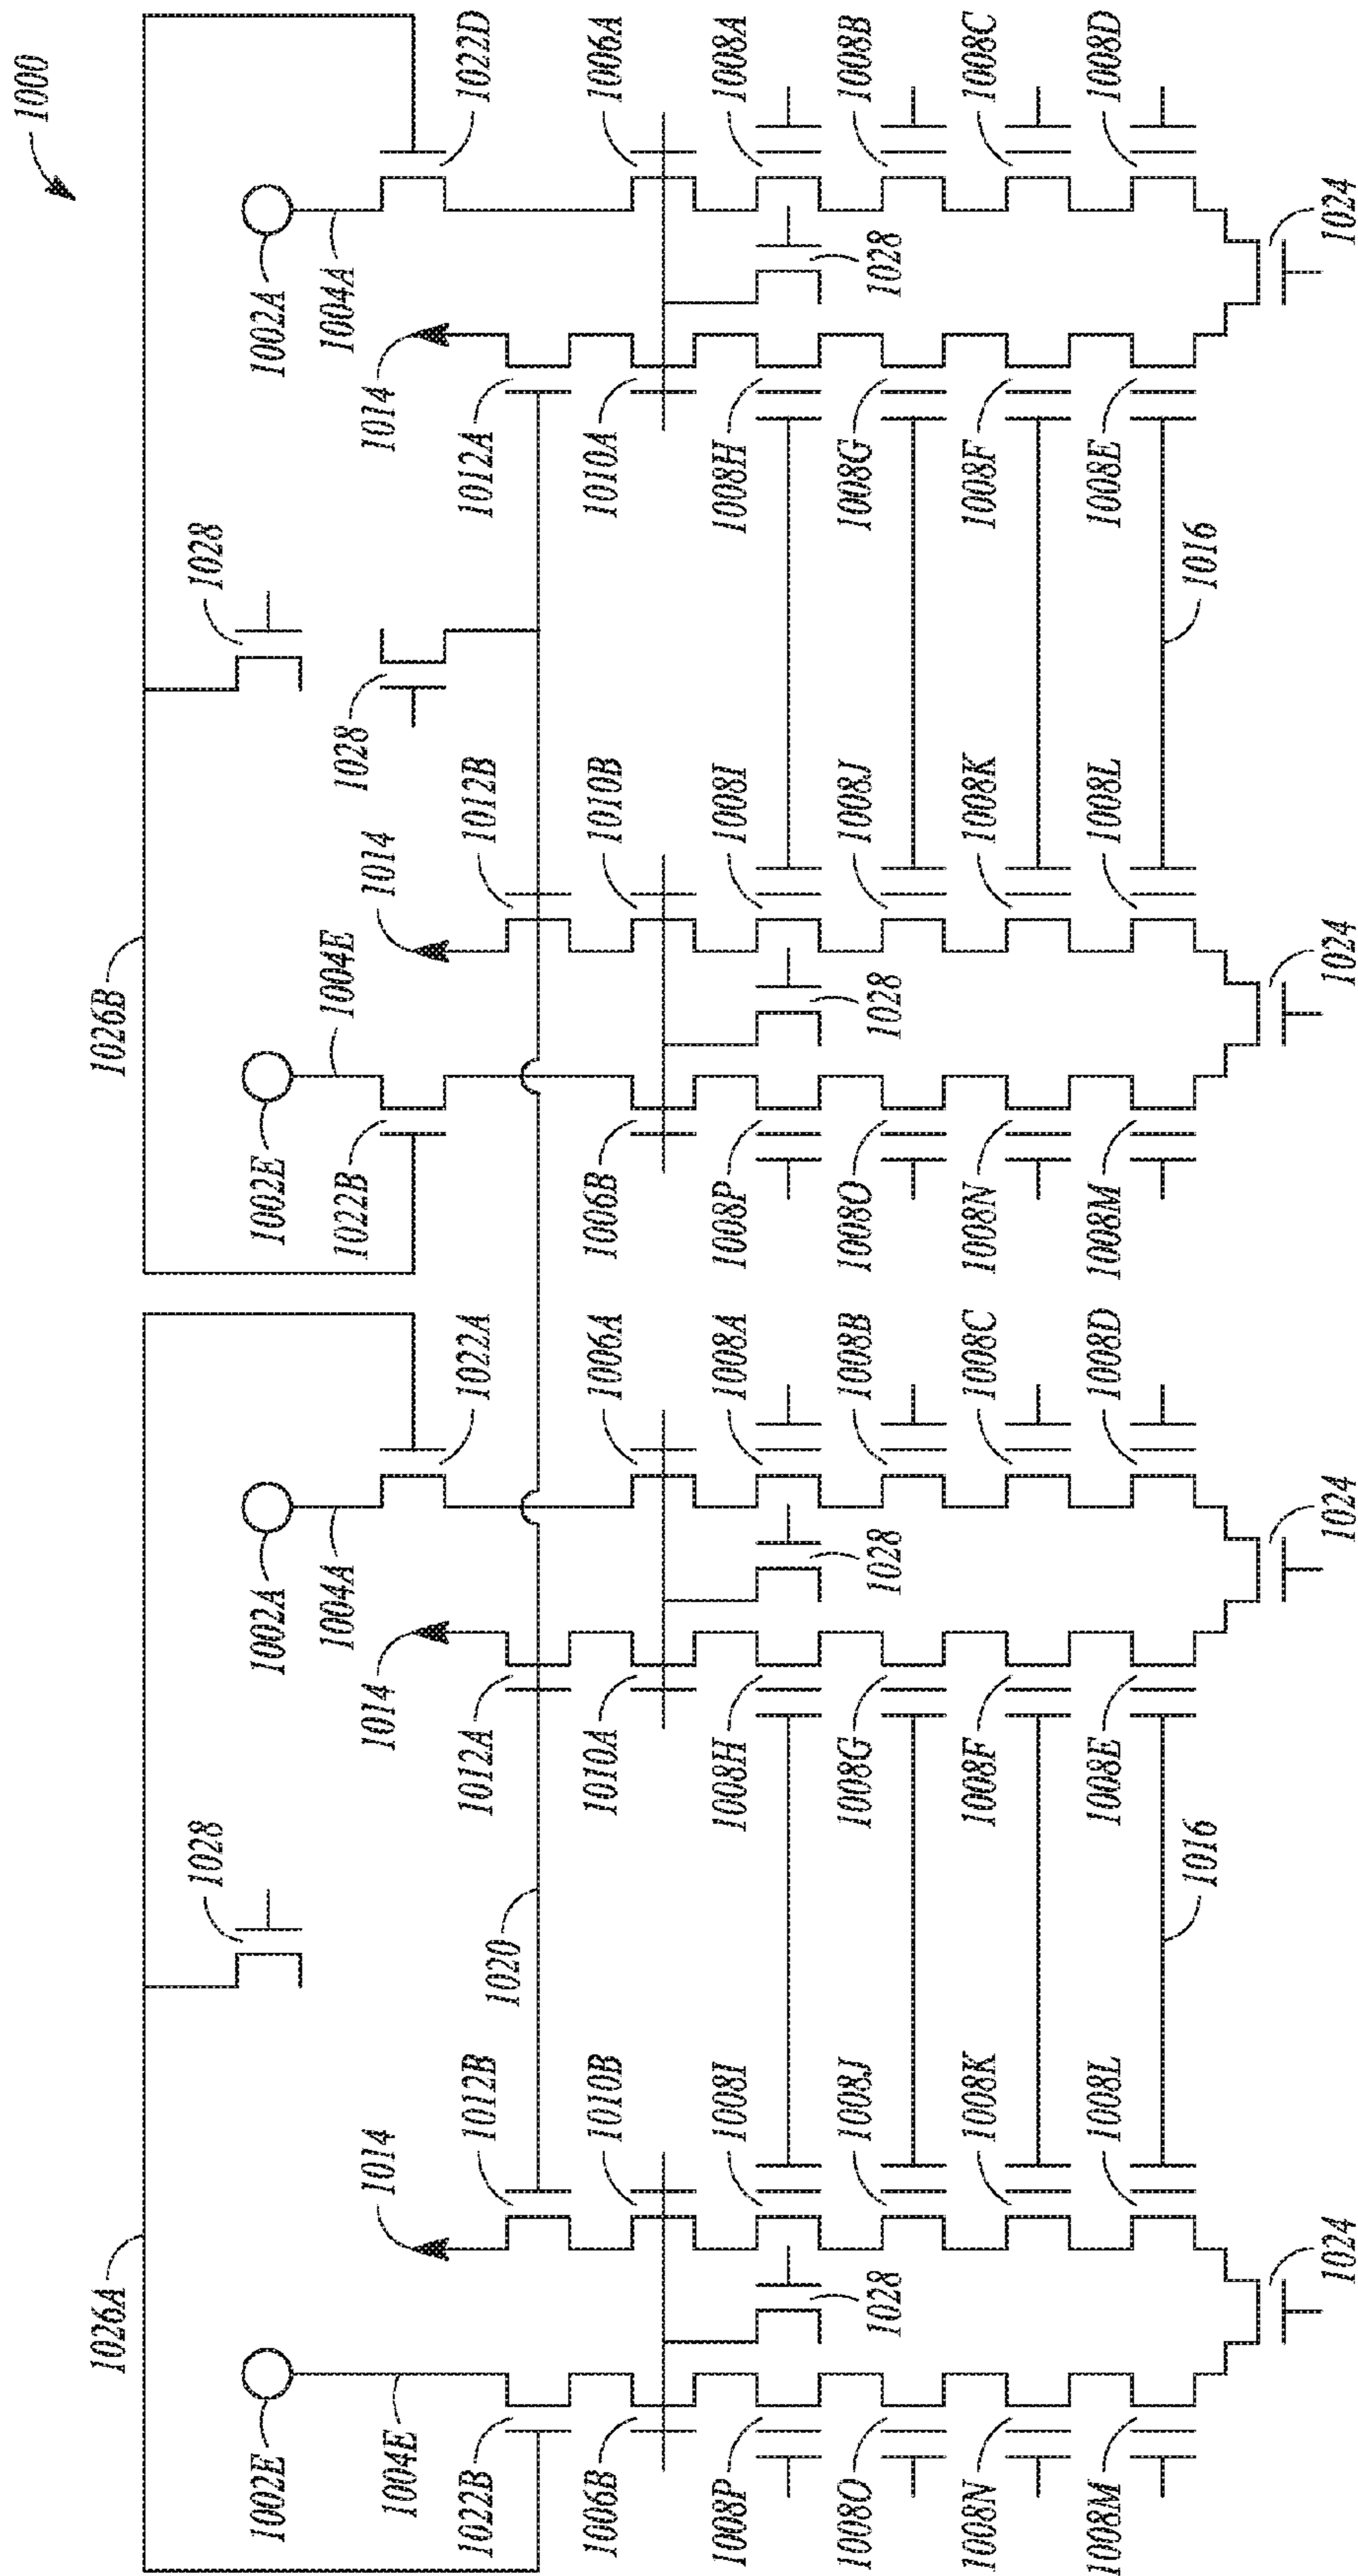 1000
1026A
1026B
1028
1028
1002E
1002A
1002E
1002A
1022B
1004A
1022B
1004E
1028
1004A
1004E
1014
1014
1014
1014
1012B
1012A
1022A
1012B
1012A
1022D
1020
1006B
1010B
1010A
1006A
1006B
1010B
1010A
1006A
1008P
1008I
1008H
1008A
1008P
1008I
1008H
1008A
1028
1028
1028
1028
1008O
1008J
1008G
1008B
1008O
1008J
1008G
1008B
1008N
1008K
1008F
1008C
1008N
1008K
1008F
1008C
1008M
1008L
1008E
1008D
1008M
1008L
1008E
1008D
1016
1016
1024
1024
1024
1024